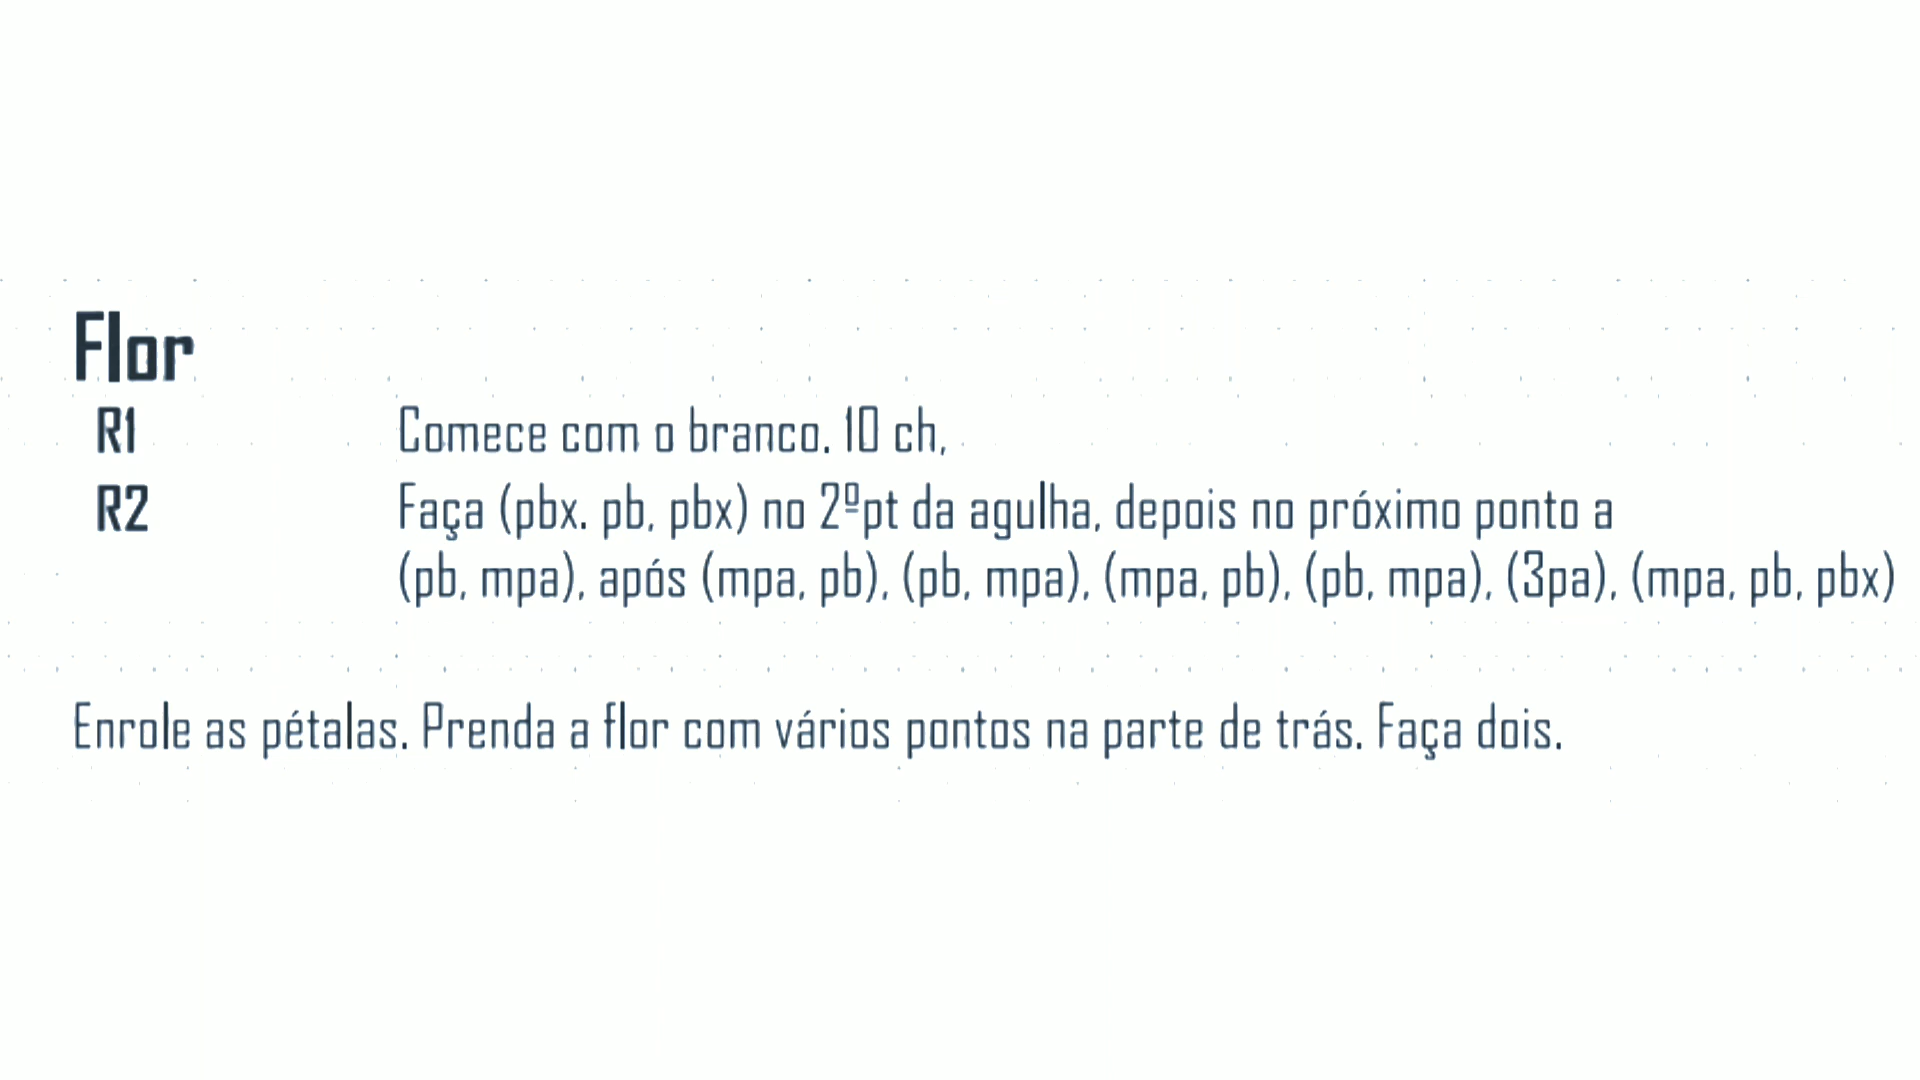 Flor
R1 Comece com o branco. 10 ch,
R2 Faça (pbx. pb, pbx) no 2ºpt da agulha, depois no próximo ponto a
(pb, mpa), após (mpa, pb), (pb, mpa), (mpa, pb), (pb, mpa), (3pa), (mpa, pb, pbx)
Enrole as pétalas. Prenda a flor com vários pontos na parte de trás. Faça dois.